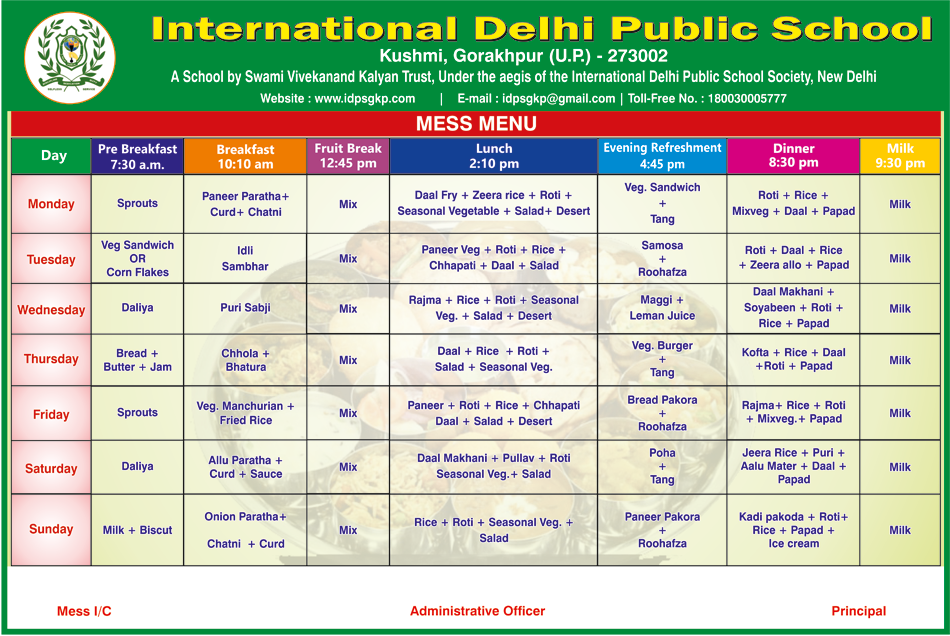 International Delhi Public School
Kushmi, Gorakhpur (U.P.) - 273002
A School by Swami Vivekanand Kalyan Trust, Under the aegis of the International Delhi Public School Society, New Delhi
Website : www.idpsgkp.com | E-mail : idpsgkp@gmail.com | Toll-Free No. : 180030005777
MESS MENU
Day
Pre Breakfast
7:30 a.m.
Breakfast
10:10 am
Fruit Break
12:45 pm
Lunch
2:10 pm
Evening Refreshment
4:45 pm
Dinner
8:30 pm
Milk
9:30 pm
Monday
Sprouts
Paneer Paratha+
Curd+ Chatni
Mix
Daal Fry + Zeera rice + Roti +
Seasonal Vegetable + Salad+ Desert
Veg. Sandwich
+
Tang
Roti + Rice +
Mixveg + Daal + Papad
Milk
Tuesday
Veg Sandwich
OR
Corn Flakes
Idli
Sambhar
Mix
Paneer Veg + Roti + Rice +
Chhapati + Daal + Salad
Samosa
+
Roohafza
Roti + Daal + Rice
+ Zeera allo + Papad
Milk
Wednesday
Daliya
Puri Sabji
Mix
Rajma + Rice + Roti + Seasonal
Veg. + Salad + Desert
Maggi +
Leman Juice
Daal Makhani +
Soyabeen + Roti +
Rice + Papad
Milk
Thursday
Bread +
Butter + Jam
Chhola +
Bhatura
Mix
Daal + Rice + Roti +
Salad + Seasonal Veg.
Veg. Burger
+
Tang
Kofta + Rice + Daal
+Roti + Papad
Milk
Friday
Sprouts
Veg. Manchurian +
Fried Rice
Mix
Paneer + Roti + Rice + Chhapati
Daal + Salad + Desert
Bread Pakora
+
Roohafza
Rajma+ Rice + Roti
+ Mixveg.+ Papad
Milk
Saturday
Daliya
Allu Paratha +
Curd + Sauce
Mix
Daal Makhani + Pullav + Roti
Seasonal Veg.+ Salad
Poha
+
Tang
Jeera Rice + Puri +
Aalu Mater + Daal +
Papad
Milk
Sunday
Milk + Biscut
Onion Paratha+
Chatni + Curd
Mix
Rice + Roti + Seasonal Veg. +
Salad
Paneer Pakora
+
Roohafza
Kadi pakoda + Roti+
Rice + Papad +
Ice cream
Milk
Mess I/C
Administrative Officer
Principal